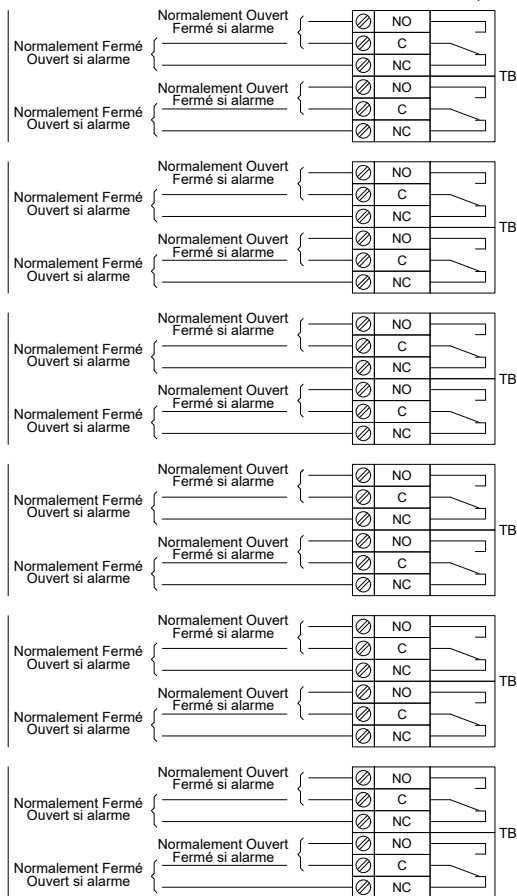 Normalement Ouvert
Fermé si alarme
NO
Normalement Fermé
Ouvert si alarme
C
NC
TB
Normalement Ouvert
Fermé si alarme
NO
Normalement Fermé
Ouvert si alarme
C
NC
Normalement Ouvert
Fermé si alarme
NO
Normalement Fermé
Ouvert si alarme
C
NC
TB
Normalement Ouvert
Fermé si alarme
NO
Normalement Fermé
Ouvert si alarme
C
NC
Normalement Ouvert
Fermé si alarme
NO
Normalement Fermé
Ouvert si alarme
C
NC
TB
Normalement Ouvert
Fermé si alarme
NO
Normalement Fermé
Ouvert si alarme
C
NC
Normalement Ouvert
Fermé si alarme
NO
Normalement Fermé
Ouvert si alarme
C
NC
TB
Normalement Ouvert
Fermé si alarme
NO
Normalement Fermé
Ouvert si alarme
C
NC
Normalement Ouvert
Fermé si alarme
NO
Normalement Fermé
Ouvert si alarme
C
NC
TB
Normalement Ouvert
Fermé si alarme
NO
Normalement Fermé
Ouvert si alarme
C
NC
Normalement Ouvert
Fermé si alarme
NO
Normalement Fermé
Ouvert si alarme
C
NC
TB
Normalement Ouvert
Fermé si alarme
NO
Normalement Fermé
Ouvert si alarme
C
NC